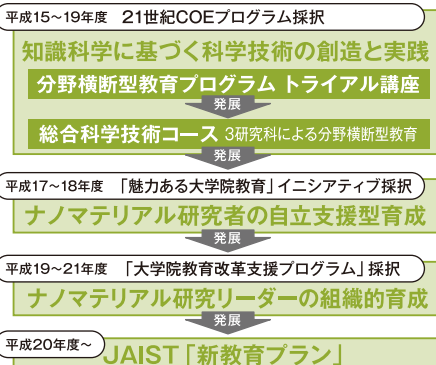 平成15〜19年度 21世紀COEプログラム採択
知識科学に基づく科学技術の創造と実践
分野横断型教育プログラム トライアル講座
発展
総合科学技術コース 3研究科による分野横断型教育
発展
平成17〜18年度 「魅力ある大学院教育」イニシアティブ採択
ナノマテリアル研究者の自立支援型育成
発展
平成19〜21年度 「大学院教育改革支援プログラム」採択
ナノマテリアル研究リーダーの組織的育成
発展
平成20年度〜
JAIST「新教育プラン」